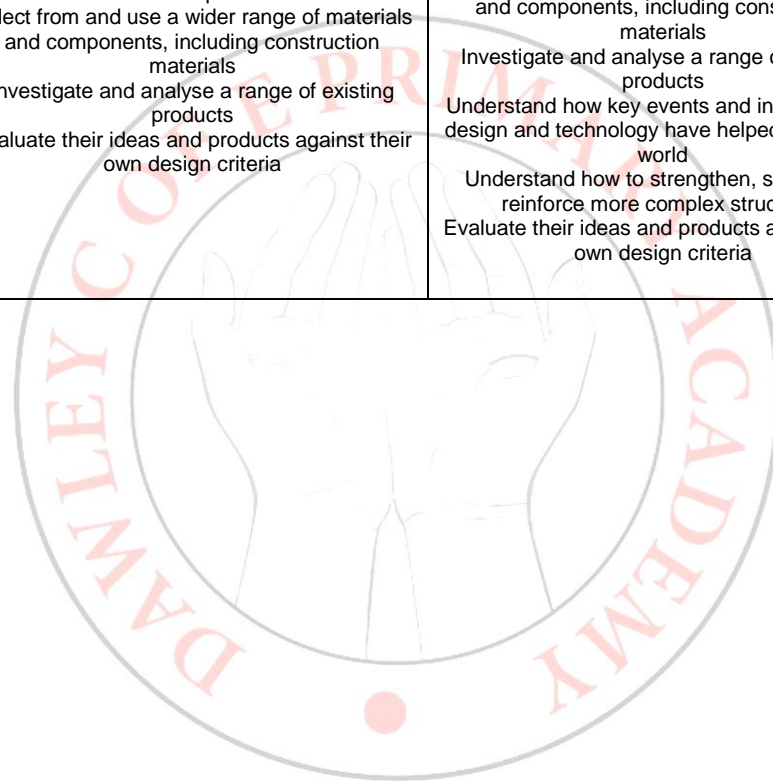 lect from and use a wider range of materials
and components, including construction
materials
nvestigate and analyse a range of existing
products
aluate their ideas and products against their
own design criteria
and components, including cons
materials
Investigate and analyse a range
products
Understand how key events and in
design and technology have helped
world
Understand how to strengthen, s
reinforce more complex struc
Evaluate their ideas and products a
own design criteria
DAWLEY C OF E PRIMARY ACADEMY